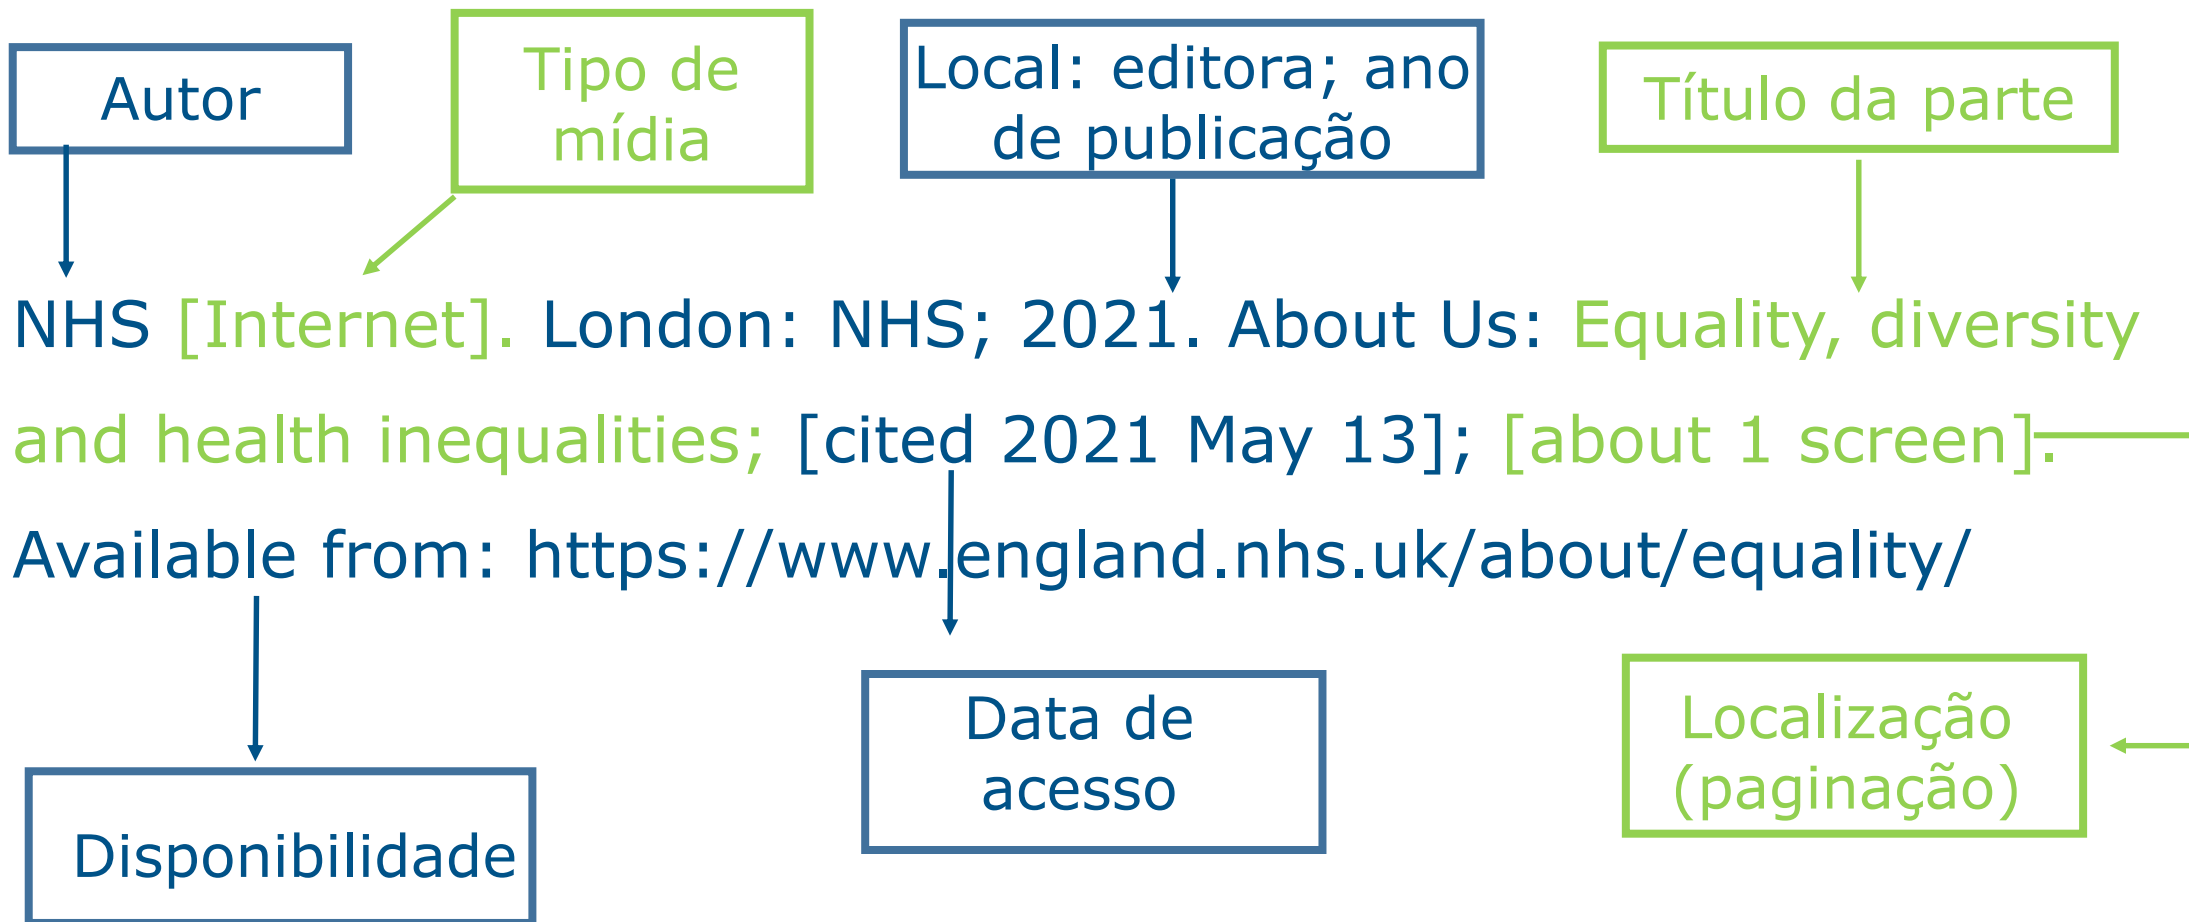 Autor
Tipo de
mídia
Local: editora; ano
de publicação
Título da parte
NHS [Internet]. London: NHS; 2021. About Us: Equality, diversity
and health inequalities; [cited 2021 May 13]; [about 1 screen].
Available from: https://www.england.nhs.uk/about/equality/
Disponibilidade
Data de
acesso
Localização
(paginação)